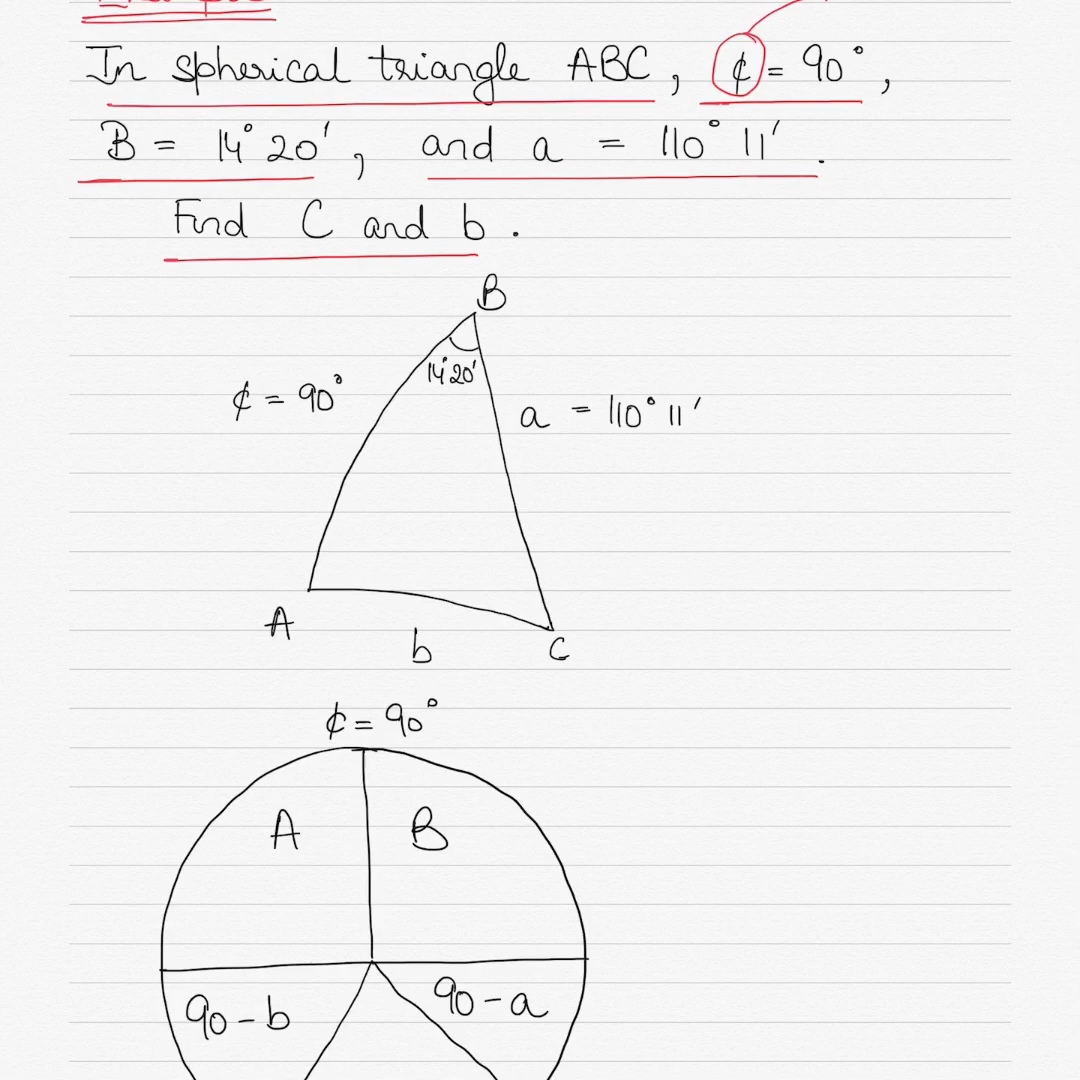 In spherical triangle ABC, ¢ = 90°,
B = 14° 20', and a = 110° 11'.
Find C and b.
B
14°20'
¢ = 90°
a = 110° 11'
A
b
C
¢ = 90°
A
B
90-b
90-a